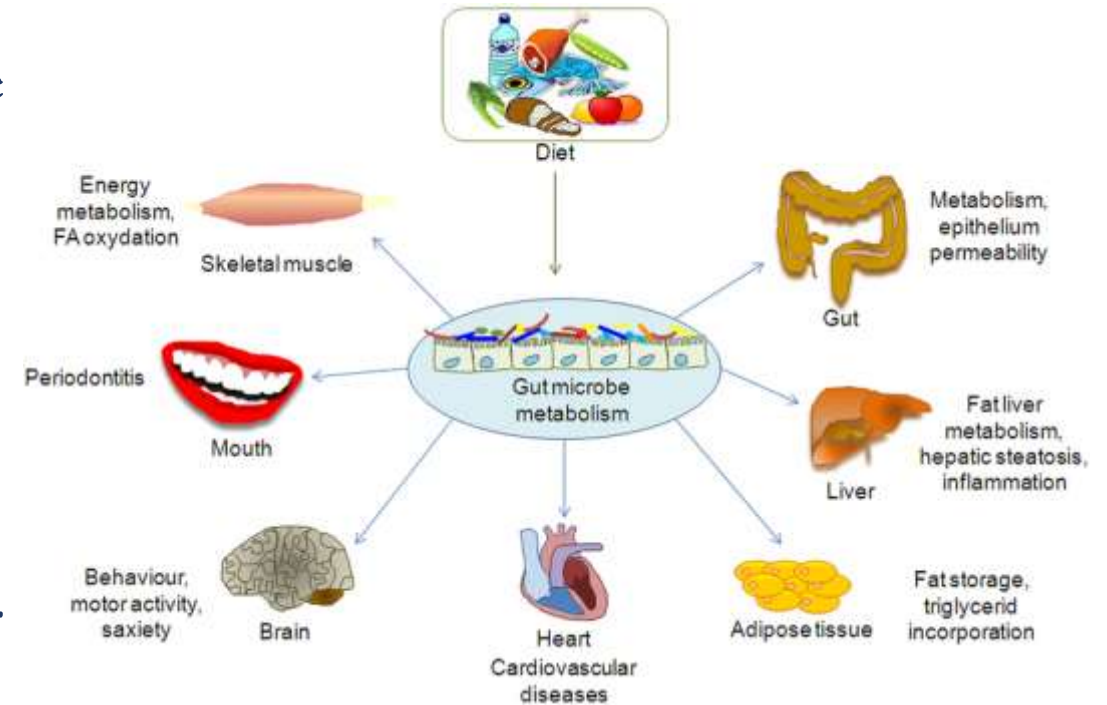 Diet
Energy
metabolism,
FA oxydation
Skeletal muscle
Metabolism,
epithelium
permeability
Gut
Periodontitis
Mouth
Gut microbe
metabolism
Fat liver
metabolism,
hepatic steatosis,
inflammation
Liver
Behaviour,
motor activity,
saxiety
Brain
Heart
Cardiovascular
diseases
Adipose tissue
Fat storage,
triglycerid
incorporation